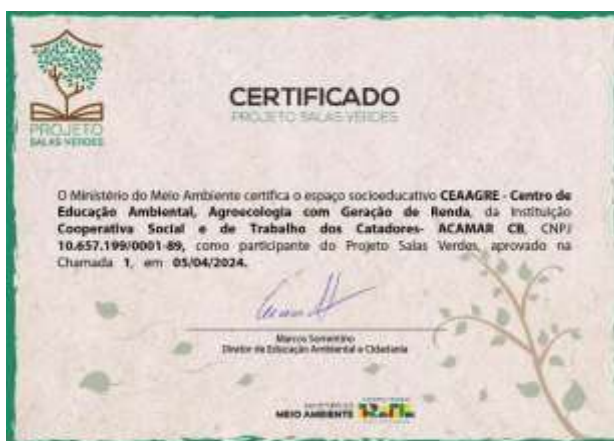 CERTIFICADO
PROJETO SALAS VERDES
PROJETO
SALAS VERDES
O Ministério do Meio Ambiente certifica o espaço socioeducativo CEAAGRE - Centro de
Educação Ambiental, Agroecologia com Geração de Renda, da Instituição
Cooperativa Social e de Trabalho dos Catadores- ACAMAR CB, CNPJ
10.657.199/0001-89, como participante do Projeto Salas Verdes, aprovado na
Chamada 1, em 05/04/2024.
Marcos Sorrentino
Diretor de Educação Ambiental e Cidadania
MINISTÉRIO DO
MEIO AMBIENTE